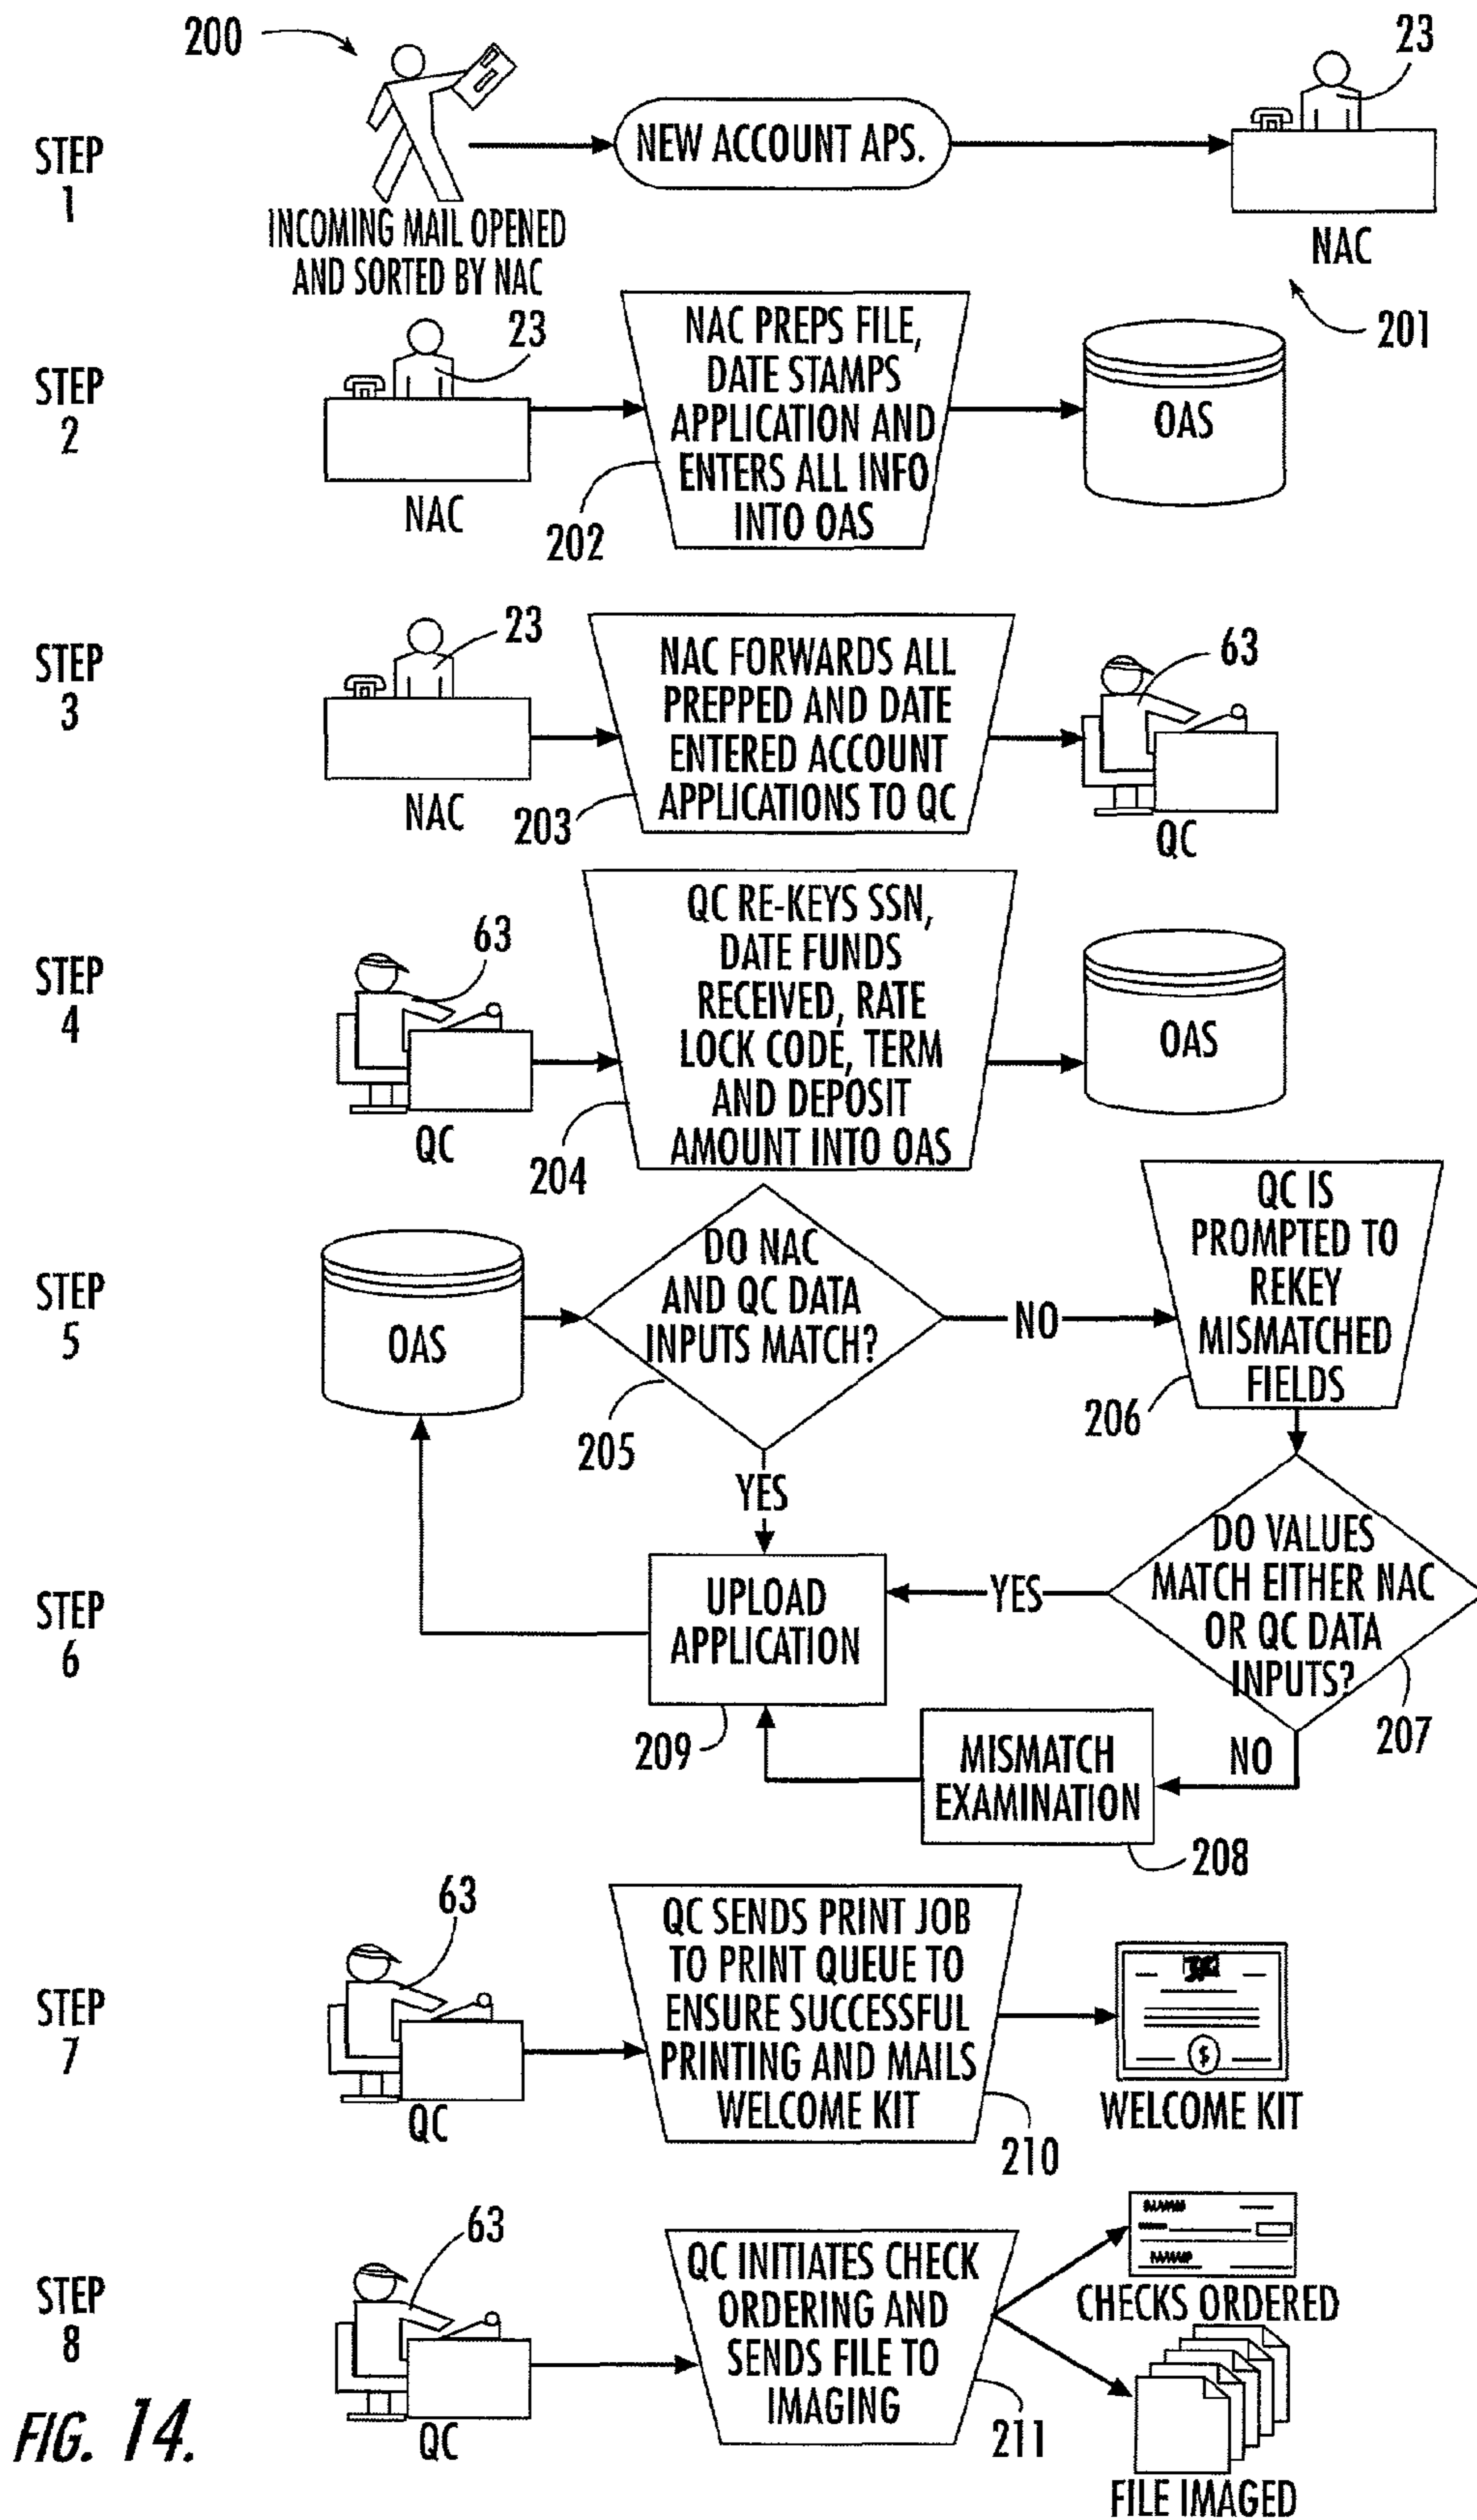 200
23
STEP
1
NEW ACCOUNT APS.
INCOMING MAIL OPENED
AND SORTED BY NAC
NAC
201
STEP
2
23
NAC
NAC PREPS FILE,
DATE STAMPS
APPLICATION AND
ENTERS ALL INFO
INTO OAS
202
OAS
STEP
3
23
NAC
NAC FORWARDS ALL
PREPPED AND DATE
ENTERED ACCOUNT
APPLICATIONS TO QC
203
63
QC
STEP
4
63
QC
QC RE-KEYS SSN,
DATE FUNDS
RECEIVED, RATE
LOCK CODE, TERM
AND DEPOSIT
AMOUNT INTO OAS
204
OAS
STEP
5
OAS
DO NAC
AND QC DATA
INPUTS MATCH?
205
NO
QC IS
PROMPTED TO
REKEY
MISMATCHED
FIELDS
206
YES
STEP
6
UPLOAD
APPLICATION
209
YES
DO VALUES
MATCH EITHER NAC
OR QC DATA
INPUTS?
207
NO
MISMATCH
EXAMINATION
208
STEP
7
63
QC
QC SENDS PRINT JOB
TO PRINT QUEUE TO
ENSURE SUCCESSFUL
PRINTING AND MAILS
WELCOME KIT
210
$
WELCOME KIT
STEP
8
63
QC
QC INITIATES CHECK
ORDERING AND
SENDS FILE TO
IMAGING
211
CHECKS ORDERED
FILE IMAGED
FIG. 14.